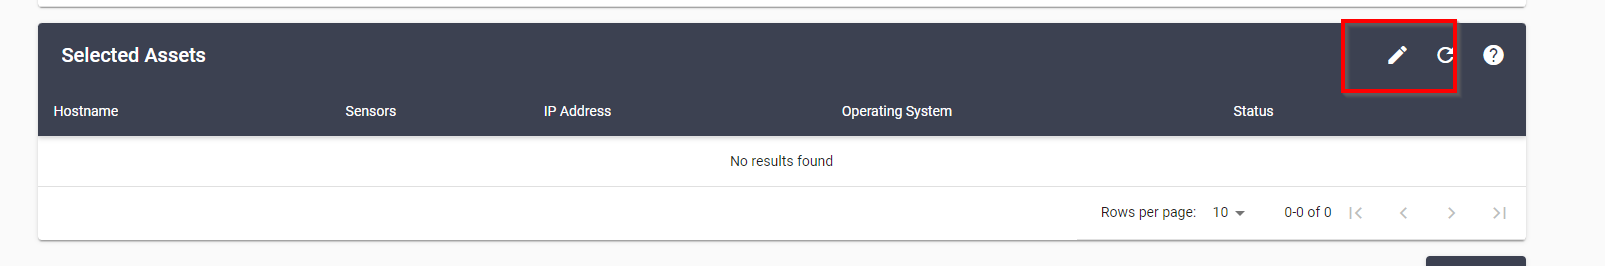 Selected Assets
Hostname Sensors IP Address Operating System Status
No results found
Rows per page: 10 0-0 of 0